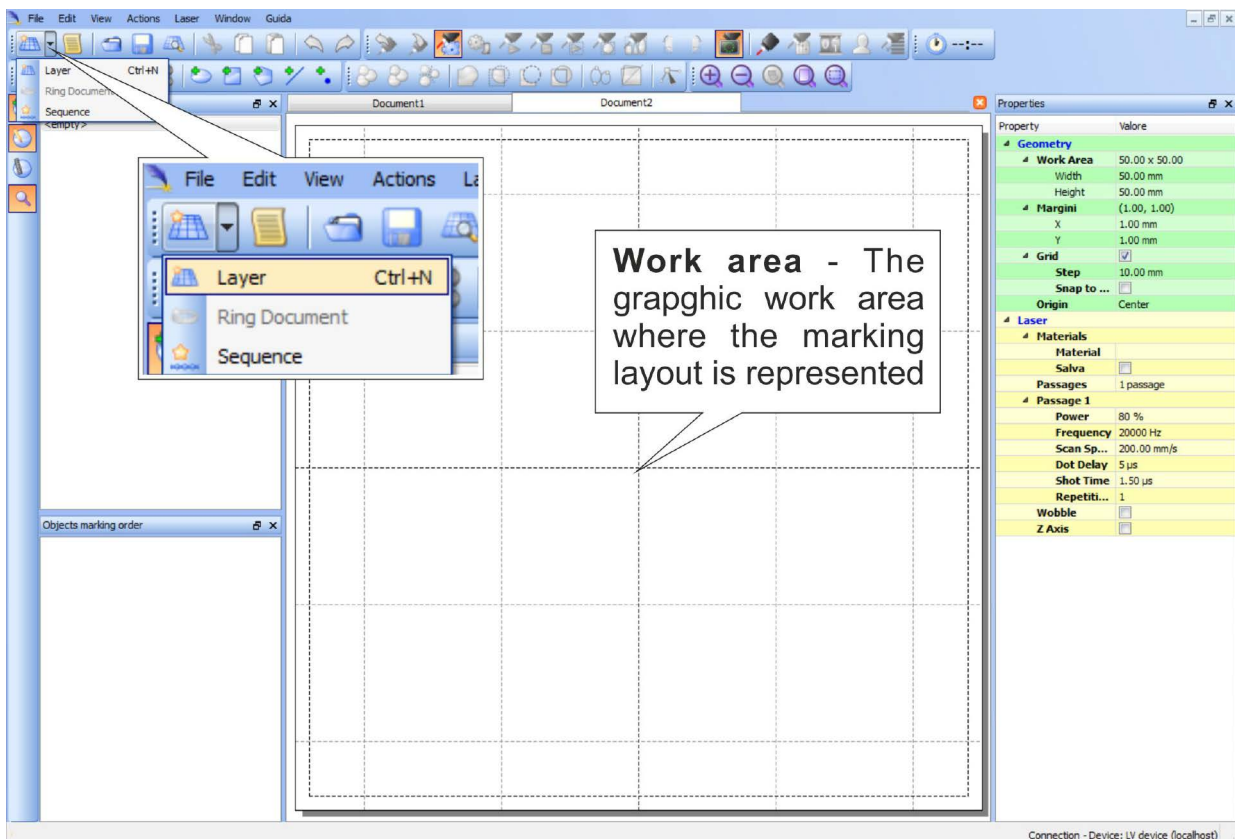 File Edit View Actions Laser Window Guida
--:--
Layer Ctrl+N
Ring Document
Sequence
<empty>
Document1 Document2
Properties
Property Valore
Geometry
Work Area 50.00 x 50.00
Width 50.00 mm
Height 50.00 mm
Margini (1.00, 1.00)
X 1.00 mm
Y 1.00 mm
Grid
Step 10.00 mm
Snap to ...
Origin Center
Laser
Materials
Material
Salva
Passages 1 passage
Passage 1
Power 80 %
Frequency 20000 Hz
Scan Sp... 200.00 mm/s
Dot Delay 5 µs
Shot Time 1.50 µs
Repetiti... 1
Wobble
Z Axis
File Edit View Actions La
Layer Ctrl+N
Ring Document
Sequence
Work area - The
grapghic work area
where the marking
layout is represented
Objects marking order
Connection - Device: LV device (localhost)